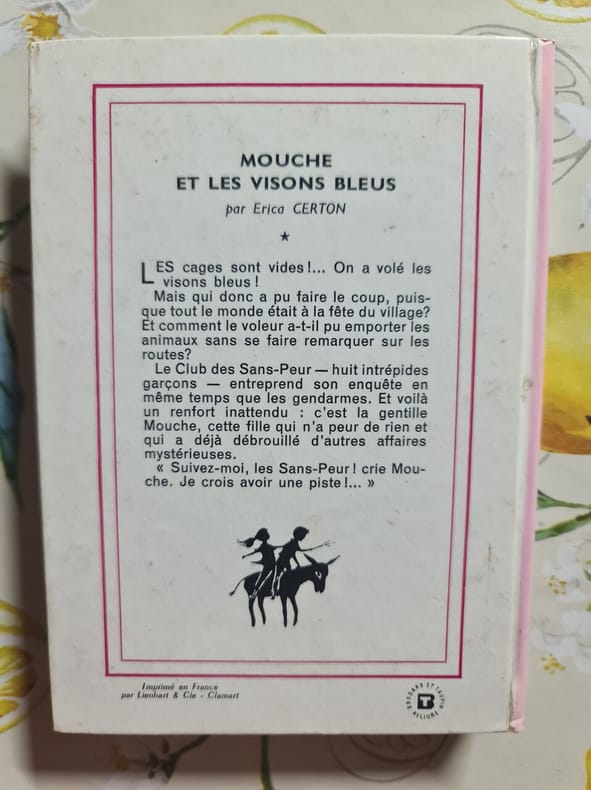 MOUCHE
ET LES VISONS BLEUS
par Erica CERTON
★
LES cages sont vides !... On a volé les
visons bleus !
Mais qui donc a pu faire le coup, puis-
que tout le monde était à la fête du village?
Et comment le voleur a-t-il pu emporter les
animaux sans se faire remarquer sur les
routes?
Le Club des Sans-Peur — huit intrépides
garçons — entreprend son enquête en
même temps que les gendarmes. Et voilà
un renfort inattendu : c'est la gentille
Mouche, cette fille qui n'a peur de rien et
qui a déjà débrouillé d'autres affaires
mystérieuses.
« Suivez-moi, les Sans-Peur ! crie Mou-
che. Je crois avoir une piste !... »
Imprimé en France
par Lienhart & Cie - Clamart
BRODARD ET TAUPIN
RELIURE